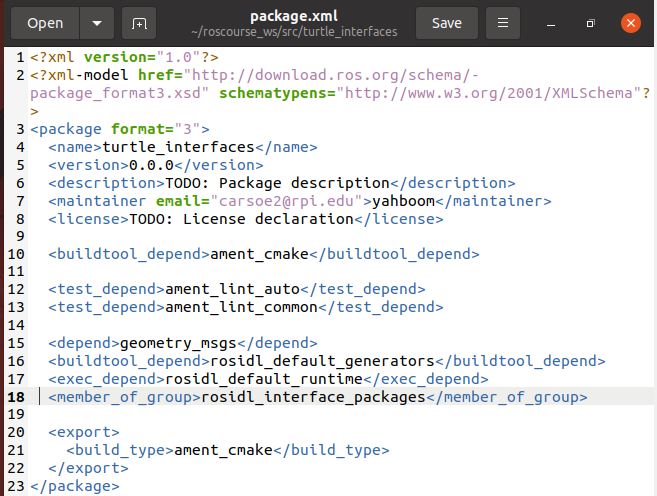 Open
package.xml
~/roscourse_ws/src/turtle_interfaces
Save
1 <?xml version="1.0"?>
2 <?xml-model href="http://download.ros.org/schema/-
package_format3.xsd" schematypens="http://www.w3.org/2001/XMLSchema"?
>
3 <package format="3">
4 <name>turtle_interfaces</name>
5 <version>0.0.0</version>
6 <description>TODO: Package description</description>
7 <maintainer email="carsoe2@rpi.edu">yahboom</maintainer>
8 <license>TODO: License declaration</license>
9
10 <buildtool_depend>ament_cmake</buildtool_depend>
11
12 <test_depend>ament_lint_auto</test_depend>
13 <test_depend>ament_lint_common</test_depend>
14
15 <depend>geometry_msgs</depend>
16 <buildtool_depend>rosidl_default_generators</buildtool_depend>
17 <exec_depend>rosidl_default_runtime</exec_depend>
18 <member_of_group>rosidl_interface_packages</member_of_group>
19
20 <export>
21 <build_type>ament_cmake</build_type>
22 </export>
23 </package>